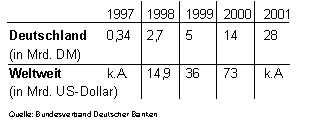 1997 1998 1999 2000 2001
Deutschland 0,34 2,7 5 14 28
(in Mrd. DM)
Weltweit k.A. 14,9 36 73 k.A
(in Mrd. US-Dollar)
Quelle: Bundesverband Deutscher Banken